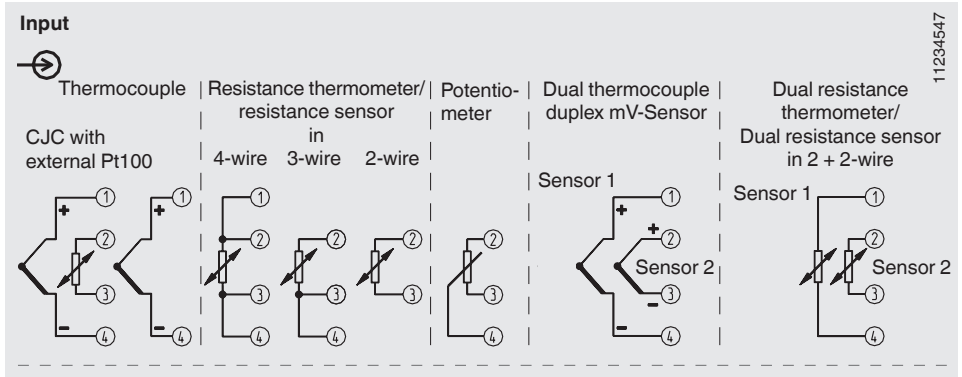 Input
11234547
Thermocouple
CJC with
external Pt100
+
1
2
3
−
4
+
1
−
4
Resistance thermometer/
resistance sensor
in
4-wire 3-wire 2-wire
1
2
3
4
2
3
4
2
3
Potentio-
meter
2
3
4
Dual thermocouple
duplex mV-Sensor
Sensor 1
+
1
+
2
Sensor 2
3
−
−
4
Dual resistance
thermometer/
Dual resistance sensor
in 2 + 2-wire
Sensor 1
1
2
Sensor 2
3
4